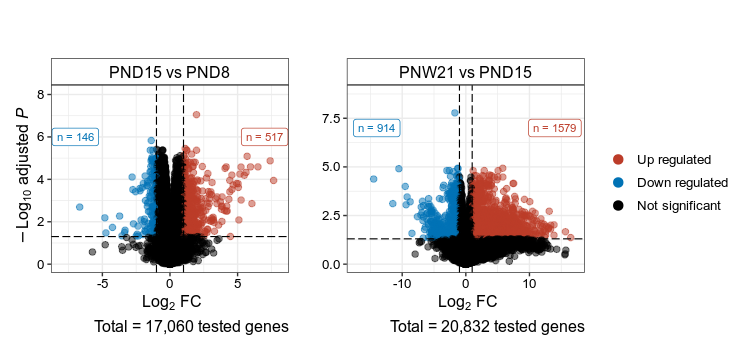 PND15 vs PND8
PNW21 vs PND15
− Log10 adjusted P
8
6
4
2
0
n = 146
n = 517
-5
0
5
Log2 FC
Total = 17,060 tested genes
7.5
5.0
2.5
0.0
n = 914
n = 1579
-10
0
10
Log2 FC
Total = 20,832 tested genes
Up regulated
Down regulated
Not significant